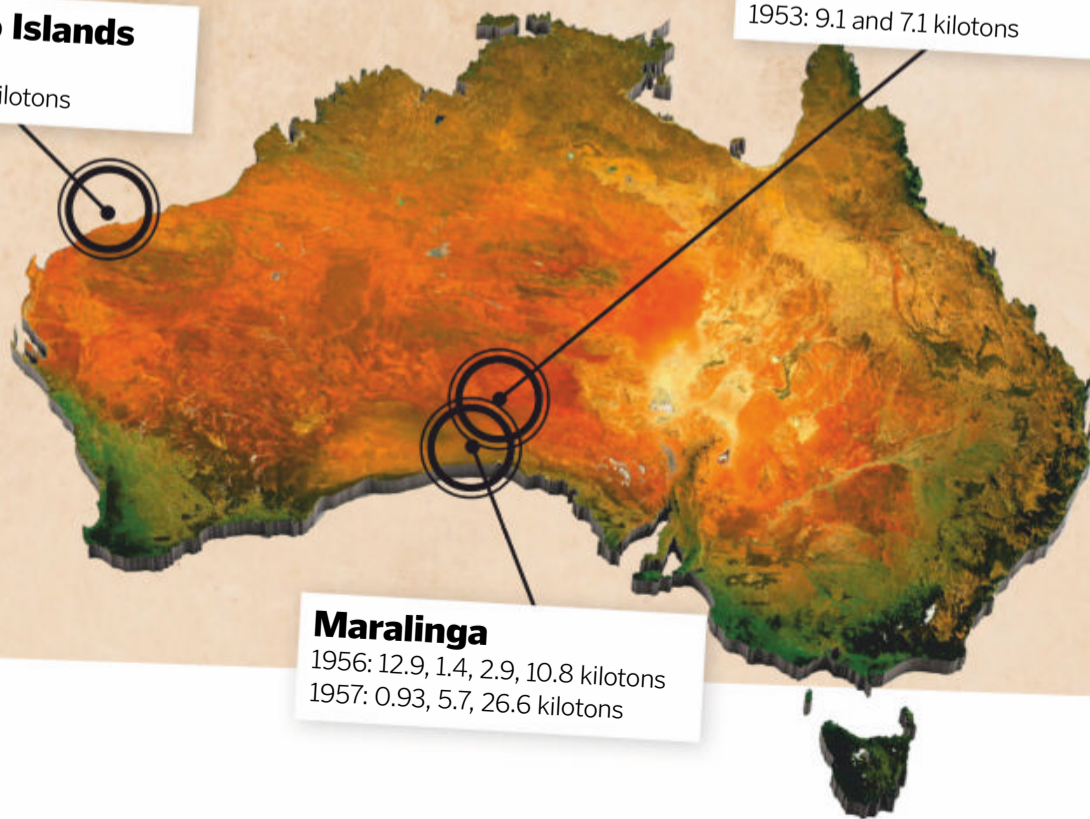 Islands
kilotons
1953: 9.1 and 7.1 kilotons
Maralinga
1956: 12.9, 1.4, 2.9, 10.8 kilotons
1957: 0.93, 5.7, 26.6 kilotons